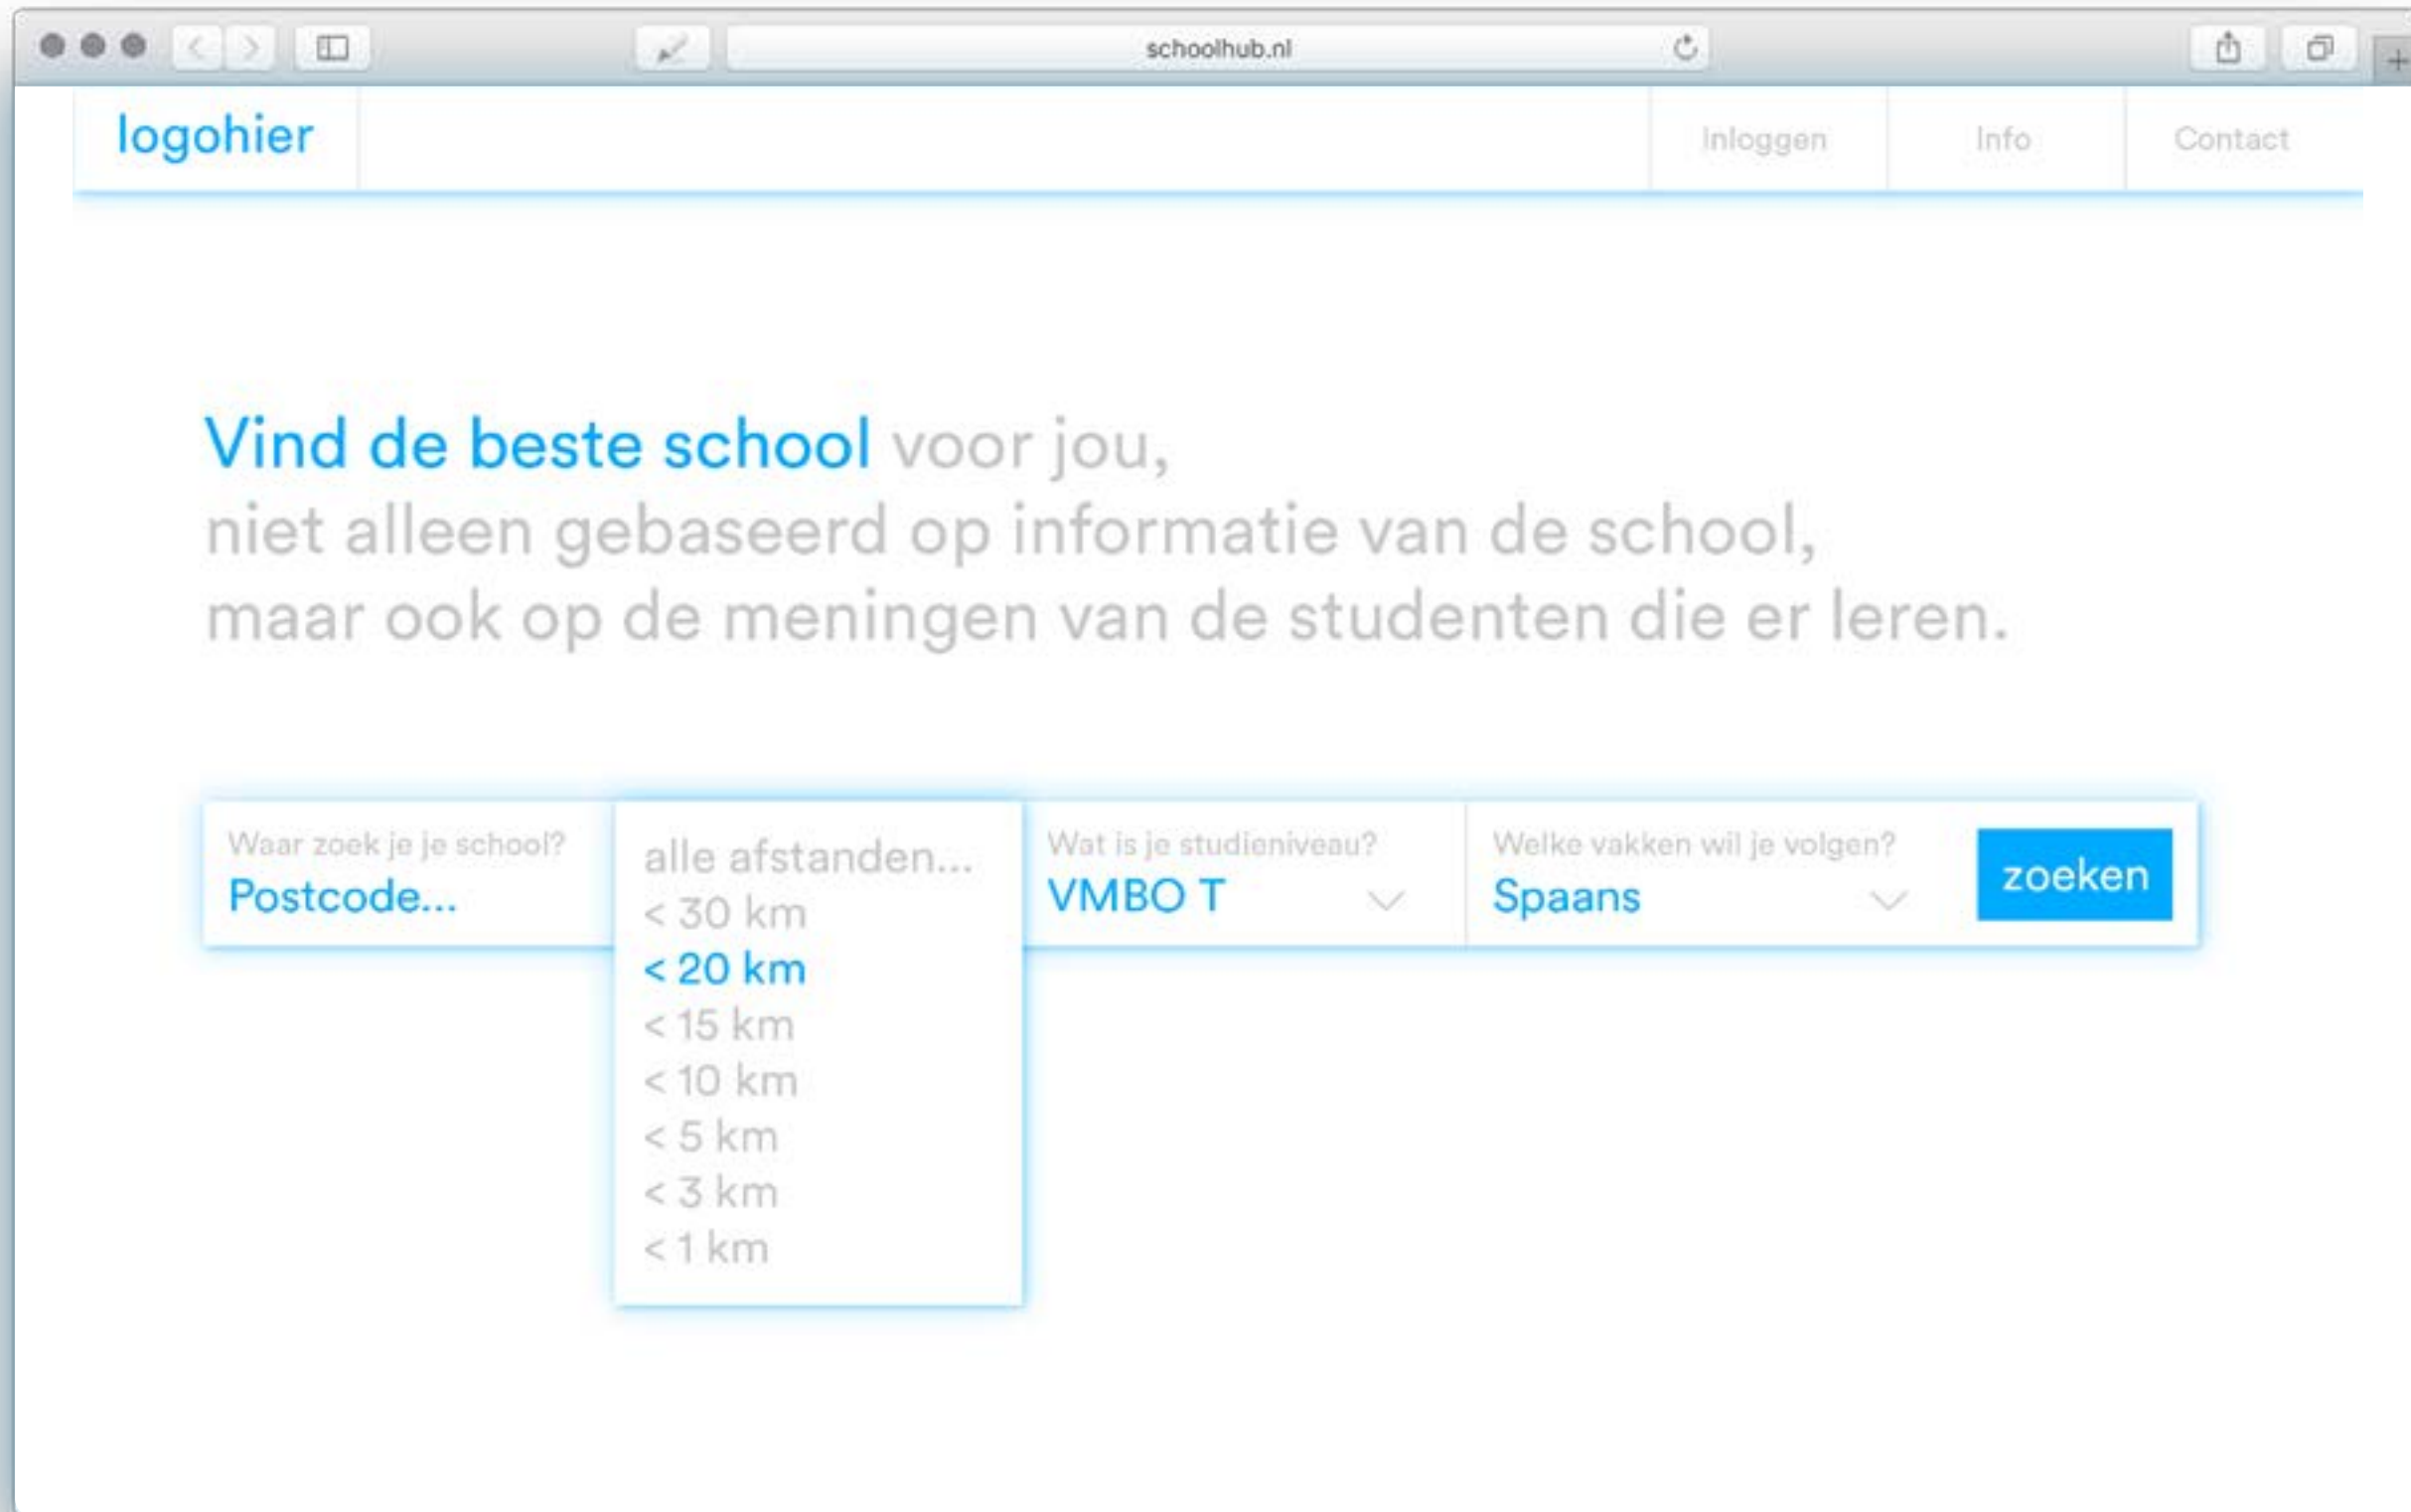 schoolhub.nl
logohier
Inloggen
Info
Contact
Vind de beste school voor jou,
niet alleen gebaseerd op informatie van de school,
maar ook op de meningen van de studenten die er leren.
Waar zoek je je school?
Postcode...
alle afstanden...
< 30 km
< 20 km
< 15 km
< 10 km
< 5 km
< 3 km
< 1 km
Wat is je studieniveau?
VMBO T
Welke vakken wil je volgen?
Spaans
zoeken